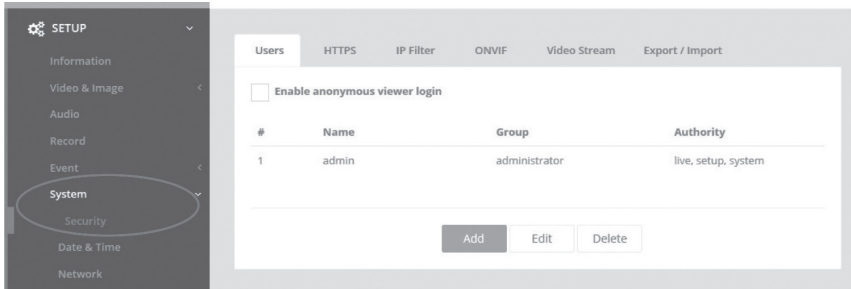 SETUP
Information
Video & Image
Audio
Record
Event
System
Security
Date & Time
Network
Users HTTPS IP Filter ONVIF Video Stream Export / Import
Enable anonymous viewer login
# Name Group Authority
1 admin administrator live, setup, system
Add Edit Delete